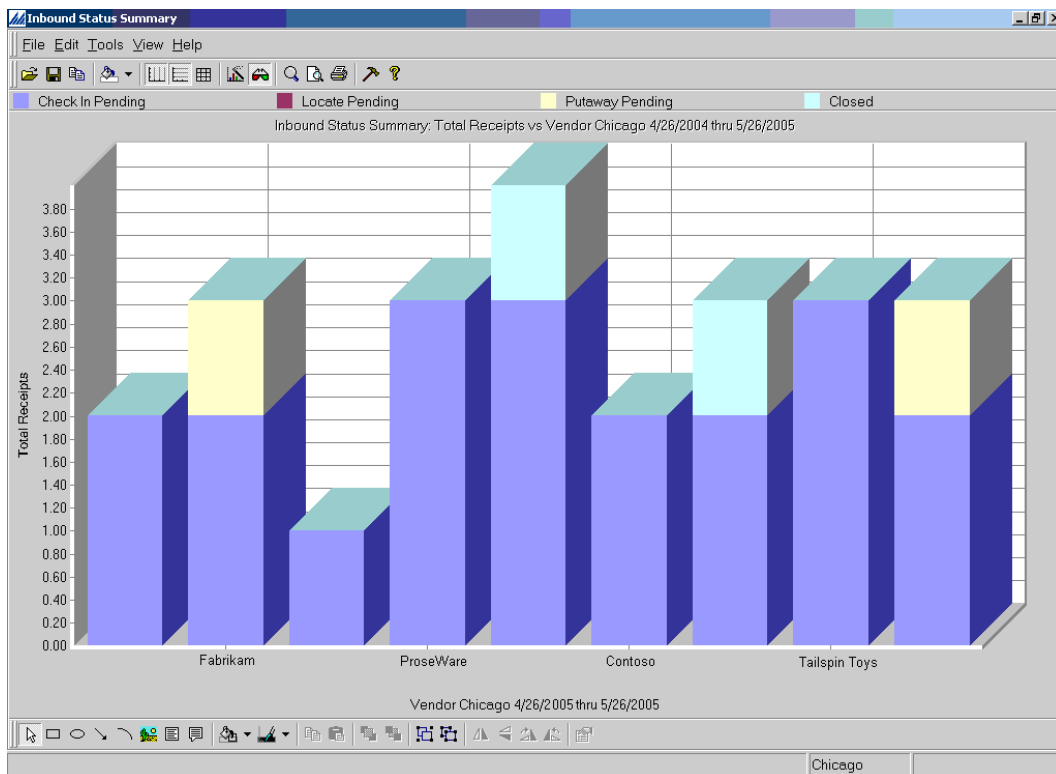 Inbound Status Summary
File Edit Tools View Help
Check In Pending Locate Pending Putaway Pending Closed
Inbound Status Summary: Total Receipts vs Vendor Chicago 4/26/2004 thru 5/26/2005
3.80
3.60
3.40
3.20
3.00
2.80
2.60
2.40
2.20
2.00
1.80
1.60
1.40
1.20
1.00
0.80
0.60
0.40
0.20
0.00
Total Receipts
Fabrikam ProseWare Contoso Tailspin Toys
Vendor Chicago 4/26/2005 thru 5/26/2005
Chicago